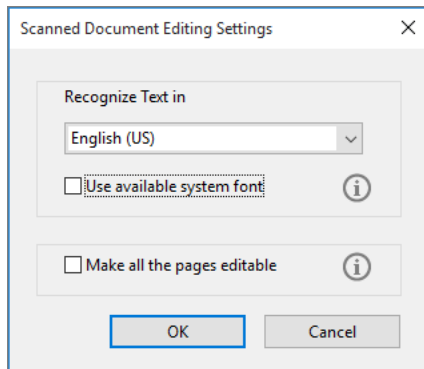 Scanned Document Editing Settings
Recognize Text in
English (US)
Use available system font
Make all the pages editable
OK
Cancel